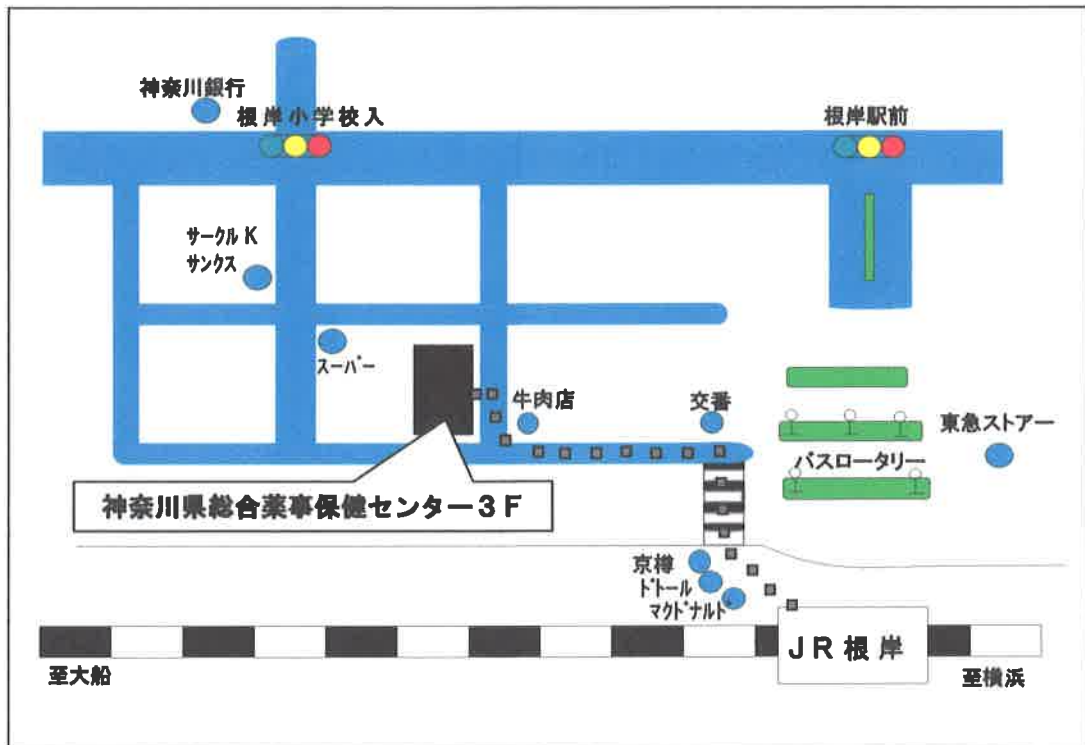 神奈川銀行
根岸小学校入
根岸駅前
サークルK
サンクス
スーパー
牛肉店
交番
東急ストアー
バスロータリー
神奈川県総合薬事保健センター3F
京樽
ドトール
マクドナルド
JR根岸
至大船
至横浜